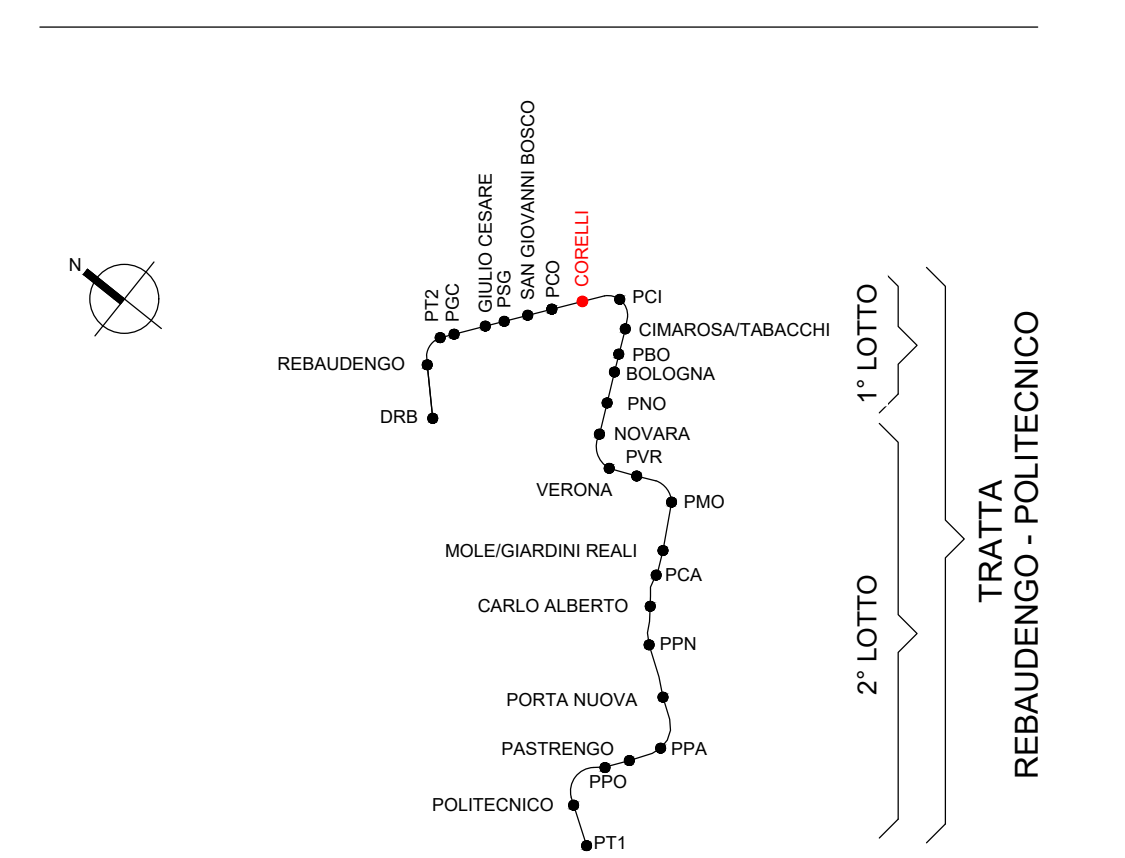 N
REBAUDENGO
DRB
PT2
PGC
GIULIO CESARE
PSG
SAN GIOVANNI BOSCO
PCO
CORELLI
PCI
CIMAROSA/TABACCHI
PBO
BOLOGNA
PNO
NOVARA
PVR
VERONA
PMO
MOLE/GIARDINI REALI
PCA
CARLO ALBERTO
PPN
PORTA NUOVA
PPA
PASTRENGO
PPO
POLITECNICO
PT1
1° LOTTO
2° LOTTO
TRATTA
REBAUDENGO - POLITECNICO